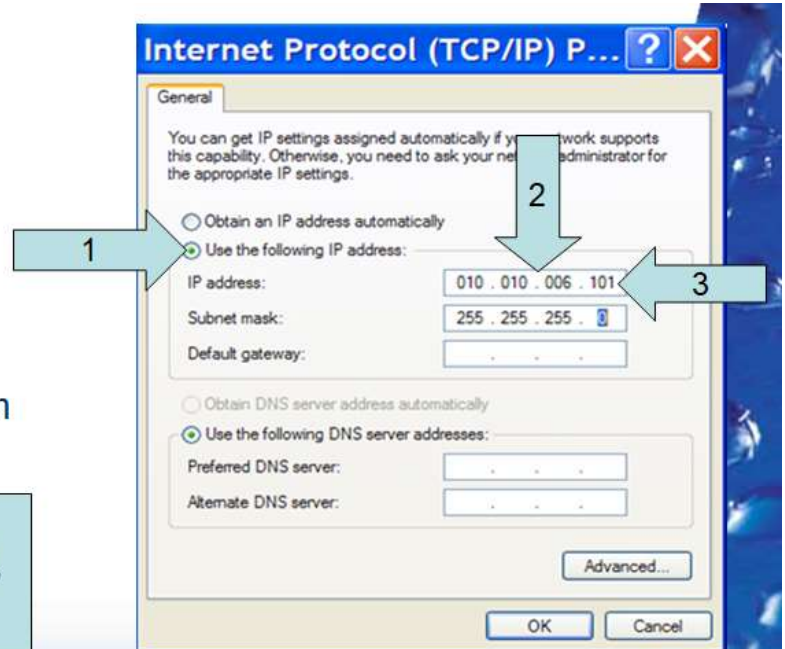 Internet Protocol (TCP/IP) P...
General
You can get IP settings assigned automatically if network supports
this capability. Otherwise, you need to ask your administrator for
the appropriate IP settings.
2
Obtain an IP address automatically
1
Use the following IP address:
IP address: 010 . 010 . 006 . 101
3
Subnet mask: 255 . 255 . 255 . 0
Default gateway: . . .
Obtain DNS server address automatically
Use the following DNS server addresses:
Preferred DNS server: . . .
Alternate DNS server: . . .
Advanced...
OK Cancel